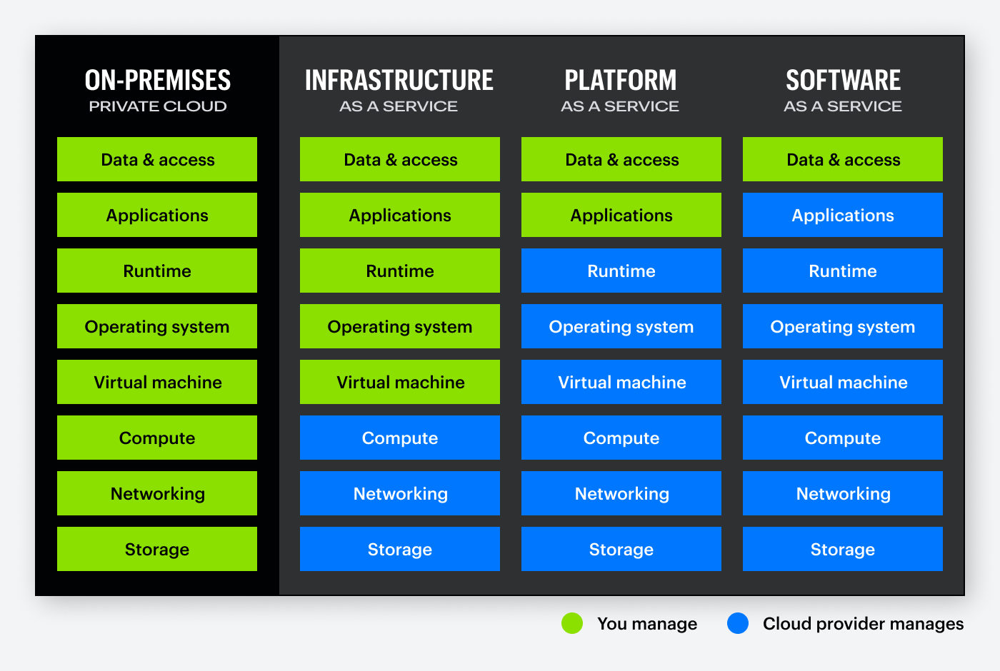 ON-PREMISES
PRIVATE CLOUD
Data & access
Applications
Runtime
Operating system
Virtual machine
Compute
Networking
Storage
INFRASTRUCTURE
AS A SERVICE
Data & access
Applications
Runtime
Operating system
Virtual machine
Compute
Networking
Storage
PLATFORM
AS A SERVICE
Data & access
Applications
Runtime
Operating system
Virtual machine
Compute
Networking
Storage
SOFTWARE
AS A SERVICE
Data & access
Applications
Runtime
Operating system
Virtual machine
Compute
Networking
Storage
You manage
Cloud provider manages